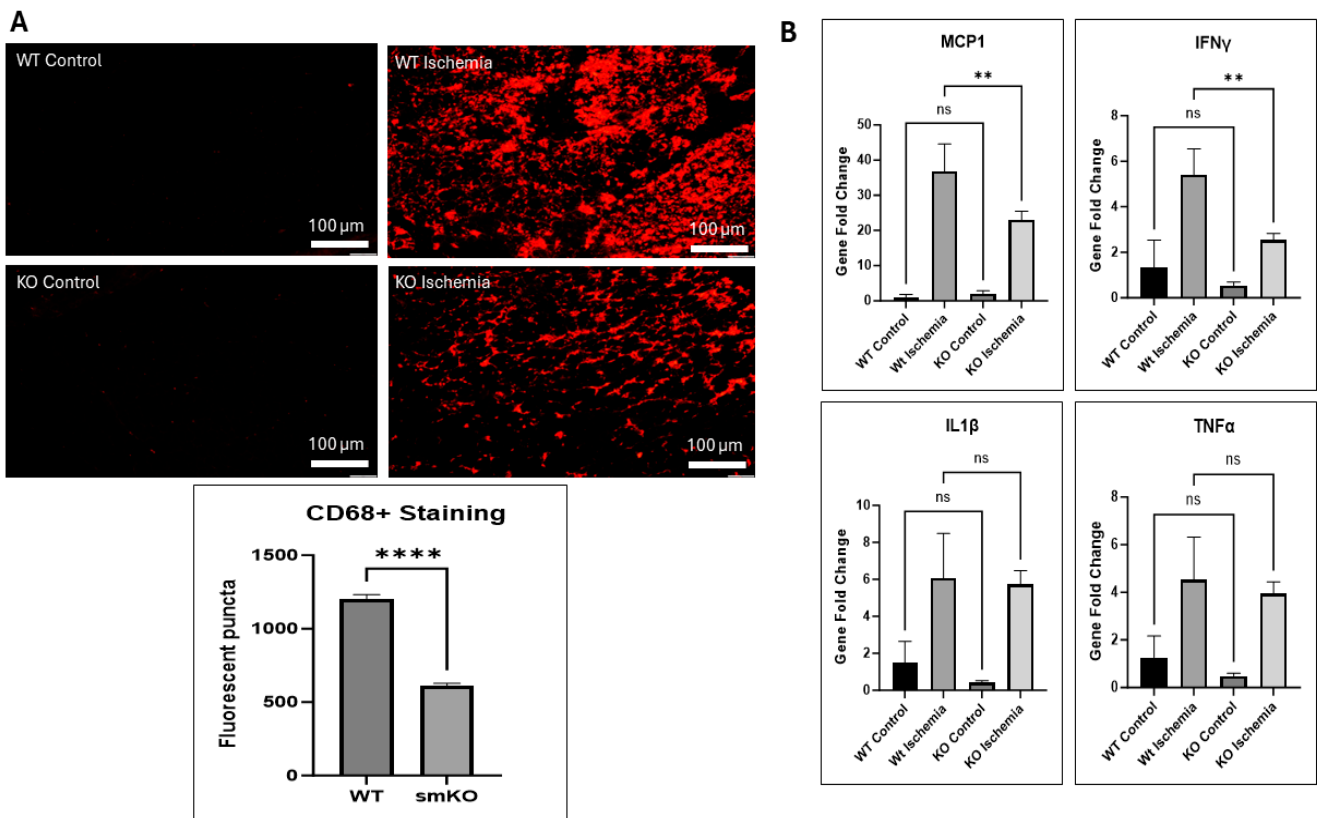 A
WT Control
WT Ischemia
100 µm
100 µm
KO Control
KO Ischemia
100 µm
100 µm
CD68+ Staining
****
Fluorescent puncta
1500
1000
500
0
WT
smKO
B
MCP1
**
ns
Gene Fold Change
50
40
30
20
10
0
WT Control
Wt Ischemia
KO Control
KO Ischemia
IFNγ
**
ns
Gene Fold Change
8
6
4
2
0
WT Control
Wt Ischemia
KO Control
KO Ischemia
IL1β
ns
ns
Gene Fold Change
10
8
6
4
2
0
WT Control
Wt Ischemia
KO Control
KO Ischemia
TNFα
ns
ns
Gene Fold Change
8
6
4
2
0
WT Control
Wt Ischemia
KO Control
KO Ischemia